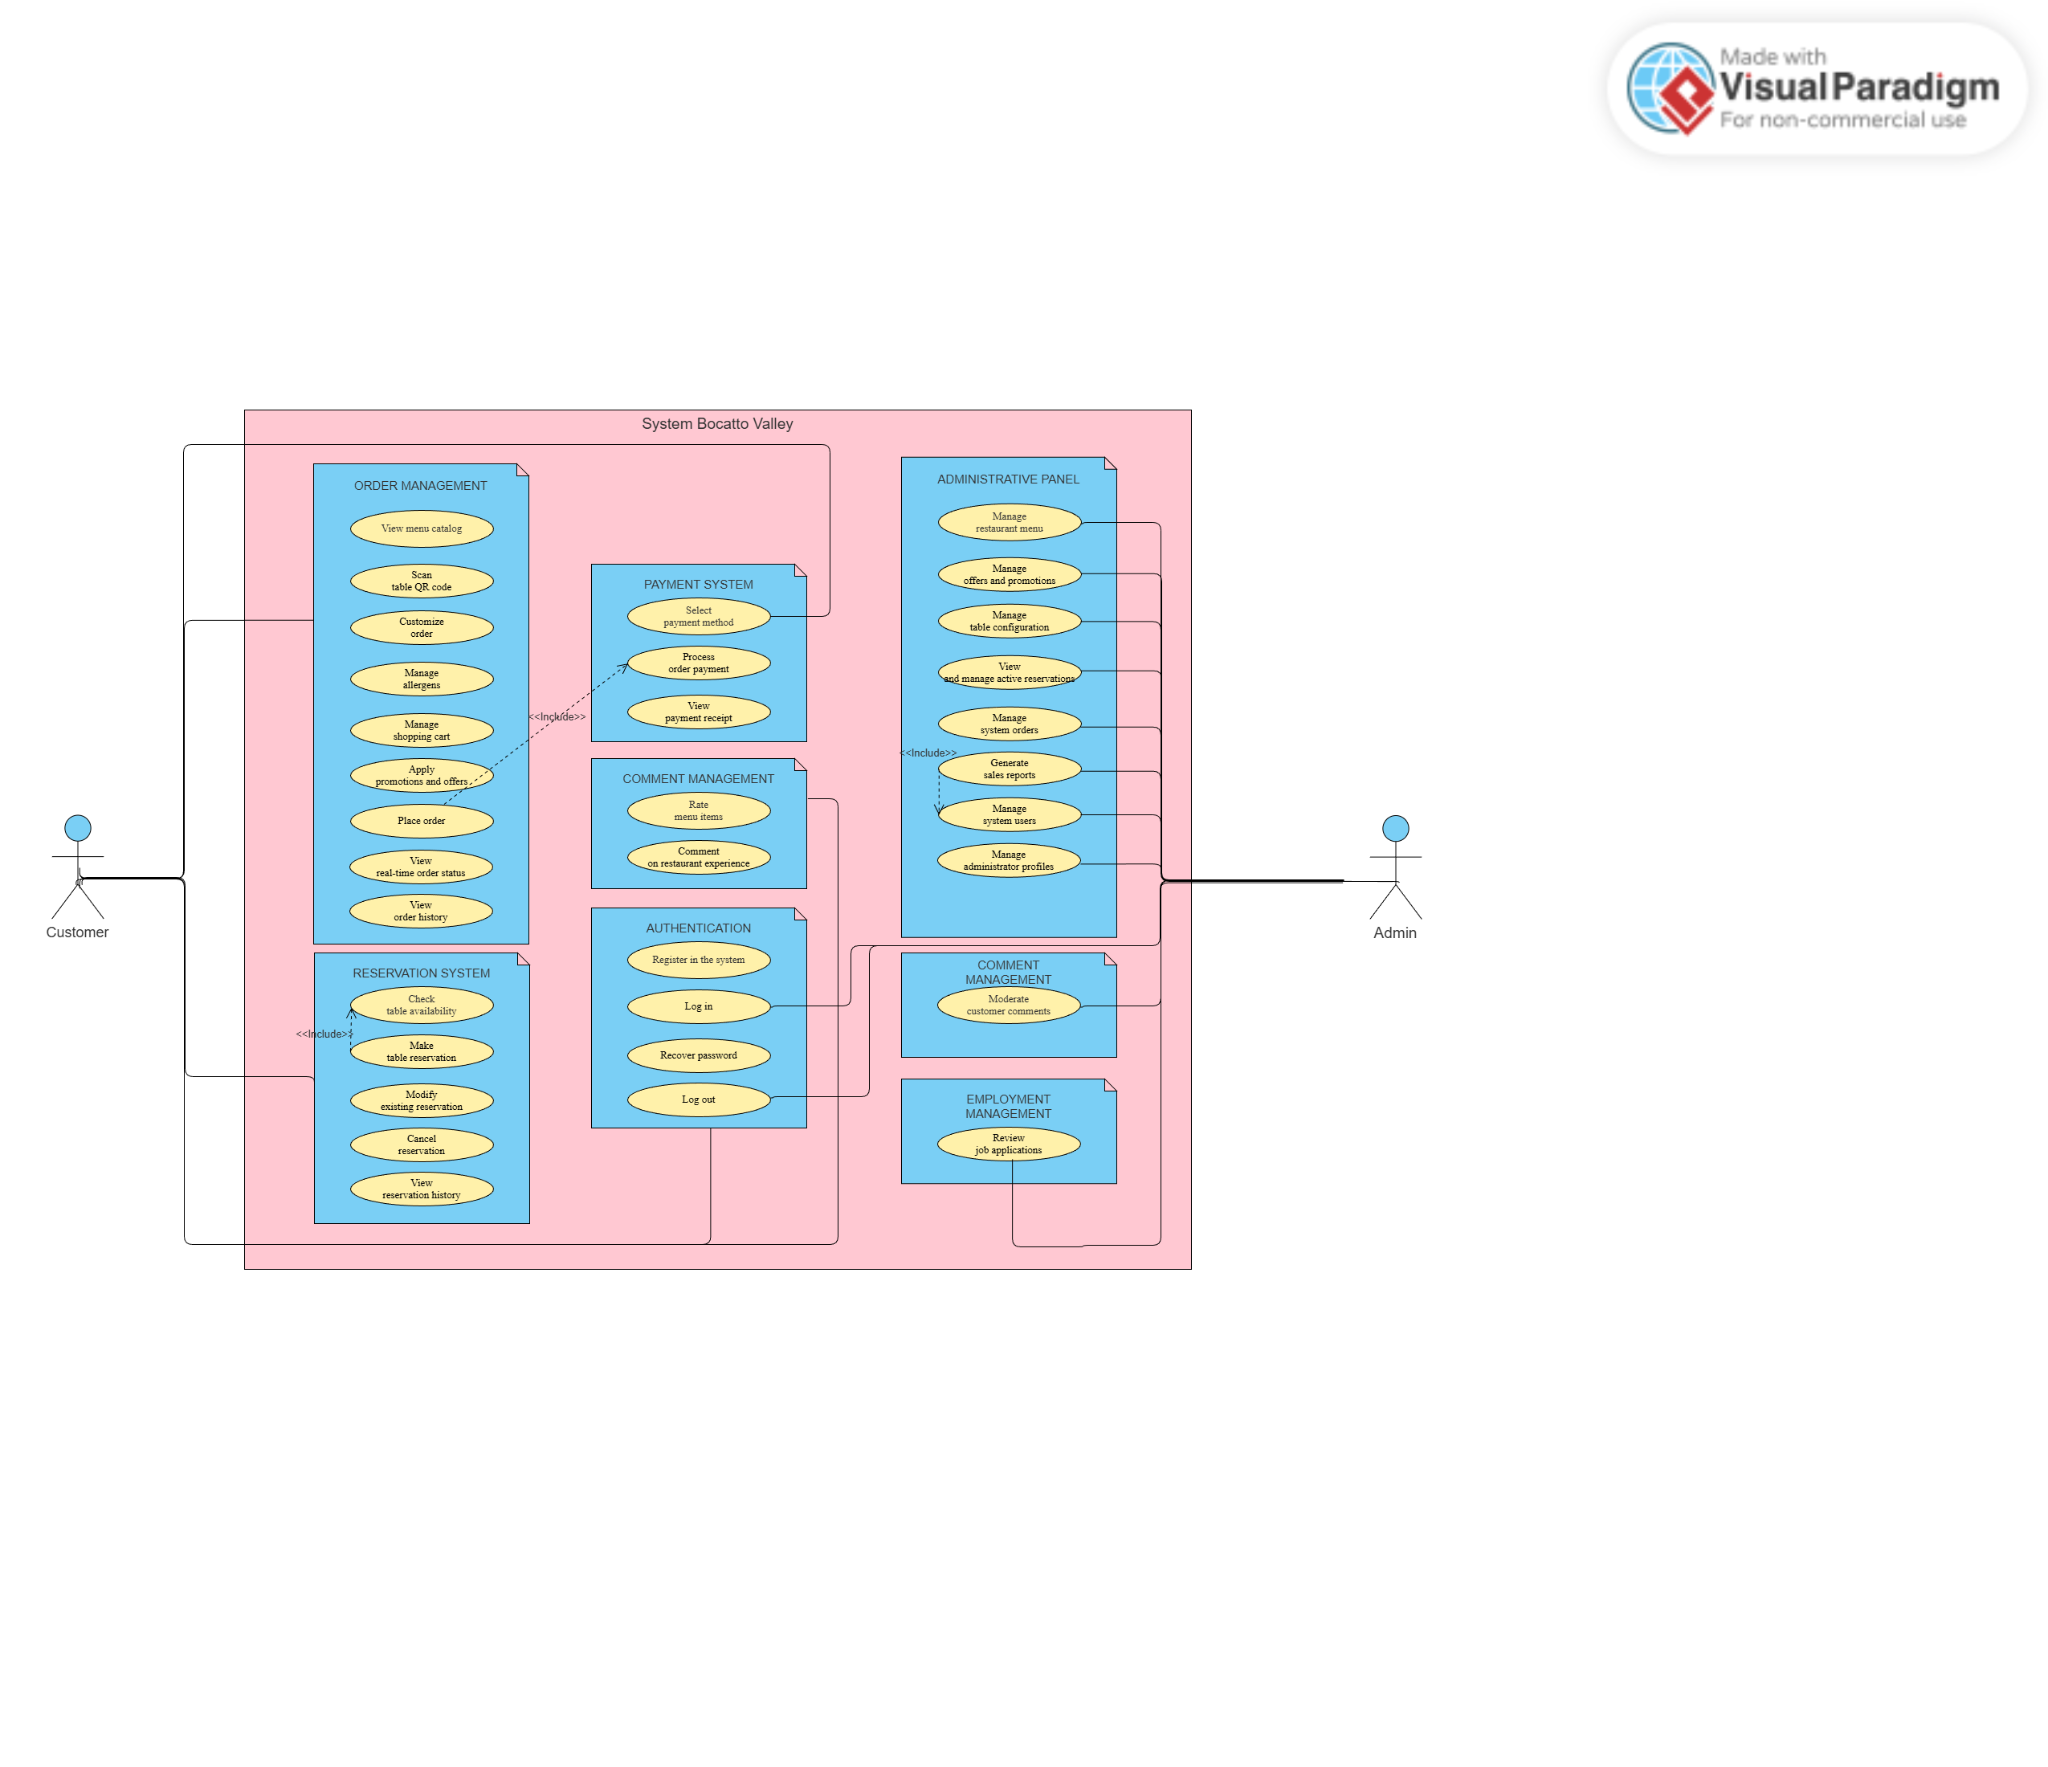 Made with
Visual Paradigm
For non-commercial use
System Bocatto Valley
ORDER MANAGEMENT
View menu catalog
Scan
table QR code
Customize
order
Manage
allergens
Manage
shopping cart
Apply
promotions and offers
Place order
View
real-time order status
View
order history
<<Include>>
RESERVATION SYSTEM
Check
table availability
<<Include>>
Make
table reservation
Modify
existing reservation
Cancel
reservation
View
reservation history
PAYMENT SYSTEM
Select
payment method
Process
order payment
View
payment receipt
COMMENT MANAGEMENT
Rate
menu items
Comment
on restaurant experience
AUTHENTICATION
Register in the system
Log in
Recover password
Log out
ADMINISTRATIVE PANEL
Manage
restaurant menu
Manage
offers and promotions
Manage
table configuration
View
and manage active reservations
Manage
system orders
<<Include>>
Generate
sales reports
Manage
system users
Manage
administrator profiles
COMMENT
MANAGEMENT
Moderate
customer comments
EMPLOYMENT
MANAGEMENT
Review
job applications
Customer
Admin